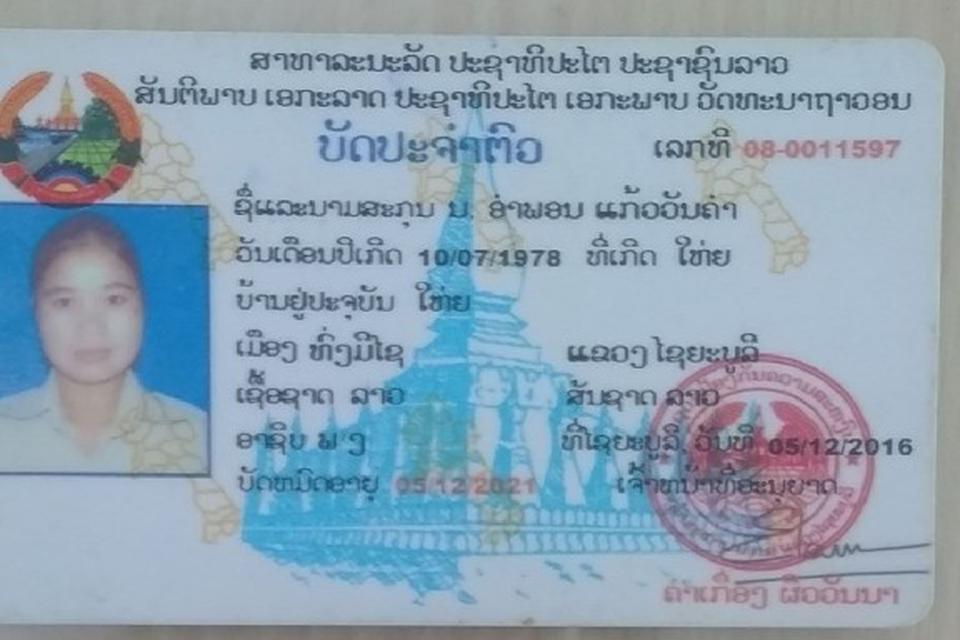 ສາທາລະນະລັດ ປະຊາທິປະໄຕ ປະຊາຊົນລາວ
ສັນຕິພາບ ເອກະລາດ ປະຊາທິປະໄຕ ເອກະພາບ ວັດທະນາຖາວອນ
ບັດປະຈຳຕົວ ເລກທີ 08-0011597
ຊື່ແລະນາມສະກຸນ ນ. ອຳພອນ ແກ້ວວັນຄຳ
ວັນເດືອນປີເກີດ 10/07/1978 ທີ່ເກີດ ໃຫ່ຍ
ບ້ານຢູ່ປະຈຸບັນ ໃຫ່ຍ
ເມືອງ ທົ່ງມີໄຊ ແຂວງ ໄຊຍະບູລີ
ເຊື້ອຊາດ ລາວ ສັນຊາດ ລາວ
ອາຊີບ ພ ງ ທີ່ໄຊຍະບູລີ, ວັນທີ 05/12/2016
ບັດຫມົດອາຍຸ 05/12/2021 ເຈົ້າຫນ້າທີ່ອະນຸຍາດ
ຄຳເກື່ອງ ຜິວວັນນາ